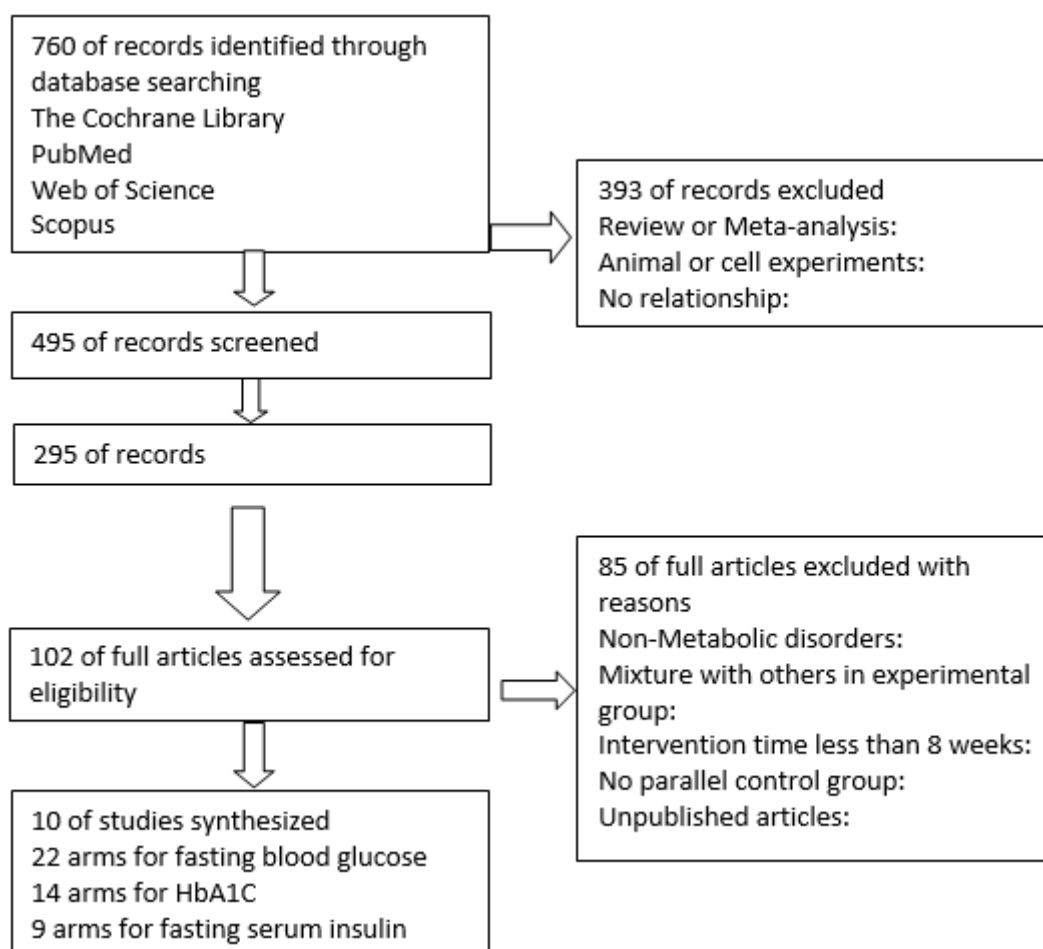 760 of records identified through
database searching
The Cochrane Library
PubMed
Web of Science
Scopus
393 of records excluded
Review or Meta-analysis:
Animal or cell experiments:
No relationship:
495 of records screened
295 of records
102 of full articles assessed for
eligibility
85 of full articles excluded with
reasons
Non-Metabolic disorders:
Mixture with others in experimental
group:
Intervention time less than 8 weeks:
No parallel control group:
Unpublished articles:
10 of studies synthesized
22 arms for fasting blood glucose
14 arms for HbA1C
9 arms for fasting serum insulin